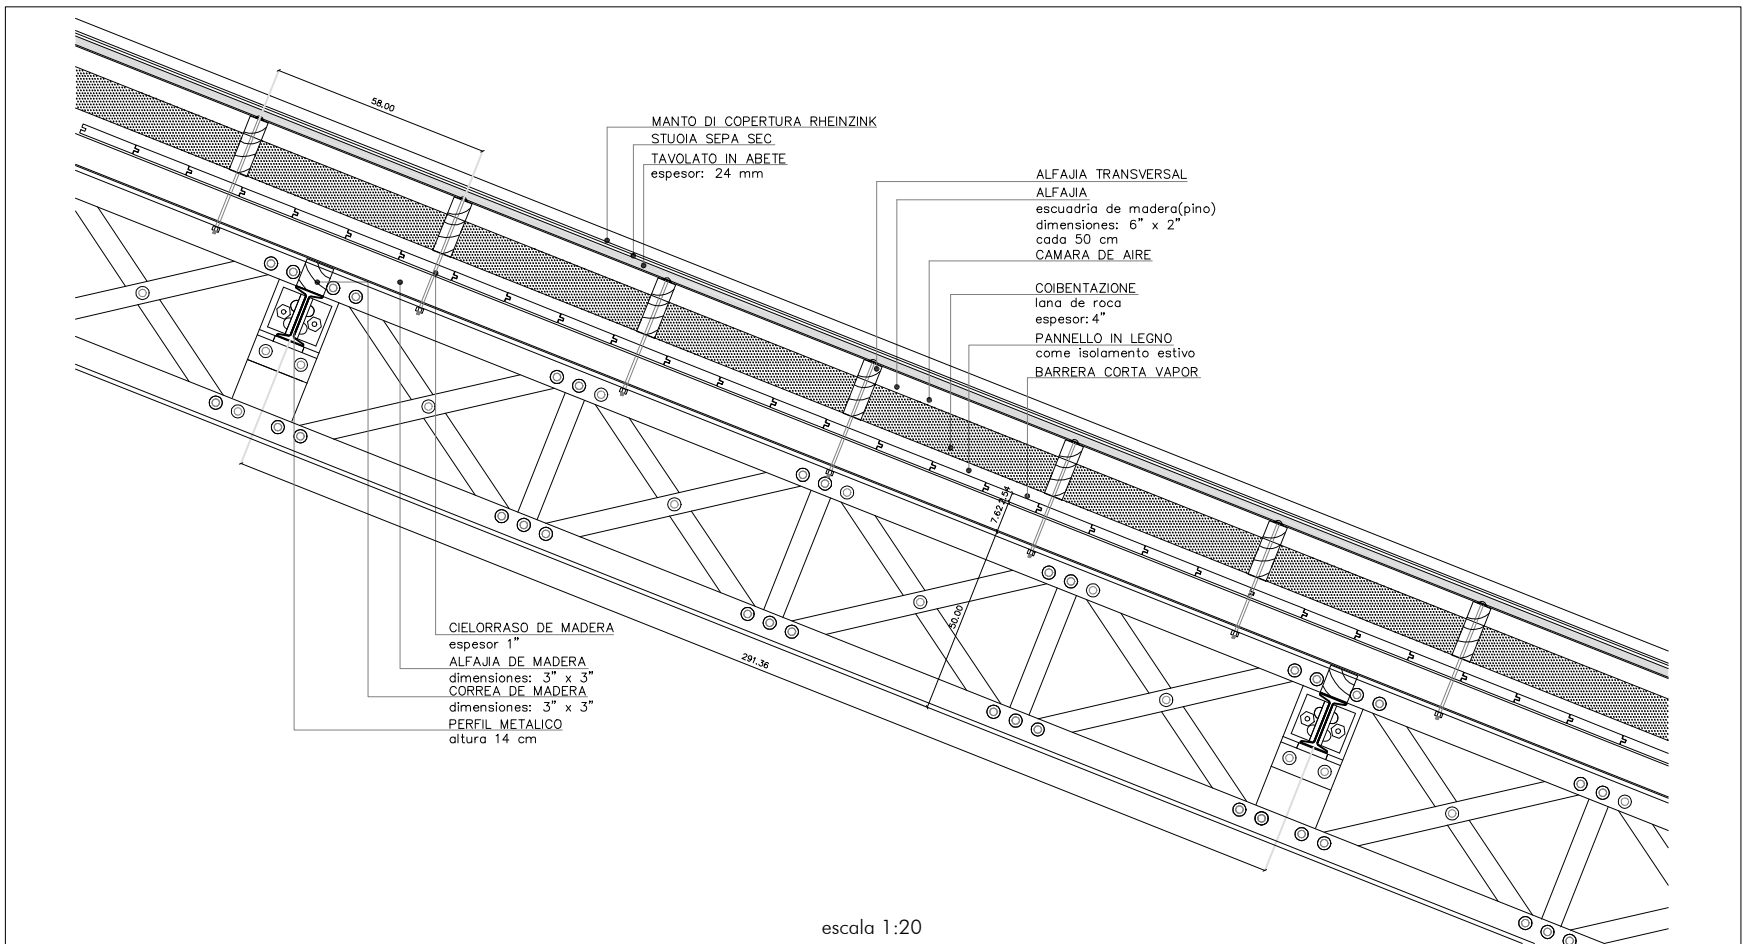 58.00
MANTO DI COPERTURA RHEINZINK
STUOIA SEPA SEC
TAVOLATO IN ABETE
espesor: 24 mm
ALFAJIA TRANSVERSAL
ALFAJIA
escuadria de madera(pino)
dimensiones: 6” x 2”
cada 50 cm
CAMARA DE AIRE
COIBENTAZIONE
lana de roca
espesor: 4”
PANNELLO IN LEGNO
come isolamento estivo
BARRERA CORTA VAPOR
7.62
2.54
50.00
291.36
CIELORRASO DE MADERA
espesor 1”
ALFAJIA DE MADERA
dimensiones: 3” x 3”
CORREA DE MADERA
dimensiones: 3” x 3”
PERFIL METALICO
altura 14 cm
escala 1:20